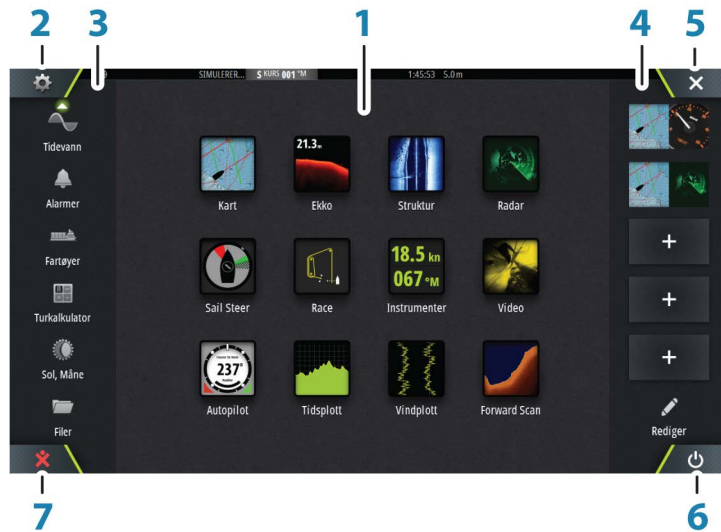 2 3 1 4 5
SIMULERER... S KURS 001 °M 1:45:53 5.0 m
Tidevann
Alarmer
Fartøyer
Turkalkulator
Sol, Måne
Filer
21.3
Kart Ekko Struktur Radar
18.5 kn
067 °M
Sail Steer Race Instrumenter Video
237°
Autopilot Tidsplott Vindplott Forward Scan
+
+
+
Rediger
7 6